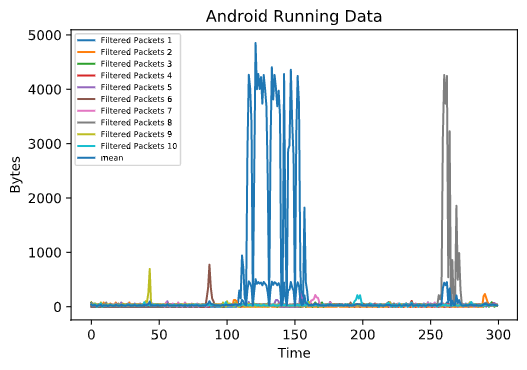 Android Running Data
Filtered Packets 1
Filtered Packets 2
Filtered Packets 3
Filtered Packets 4
Filtered Packets 5
Filtered Packets 6
Filtered Packets 7
Filtered Packets 8
Filtered Packets 9
Filtered Packets 10
mean
Bytes
5000
4000
3000
2000
1000
0
0 50 100 150 200 250 300
Time